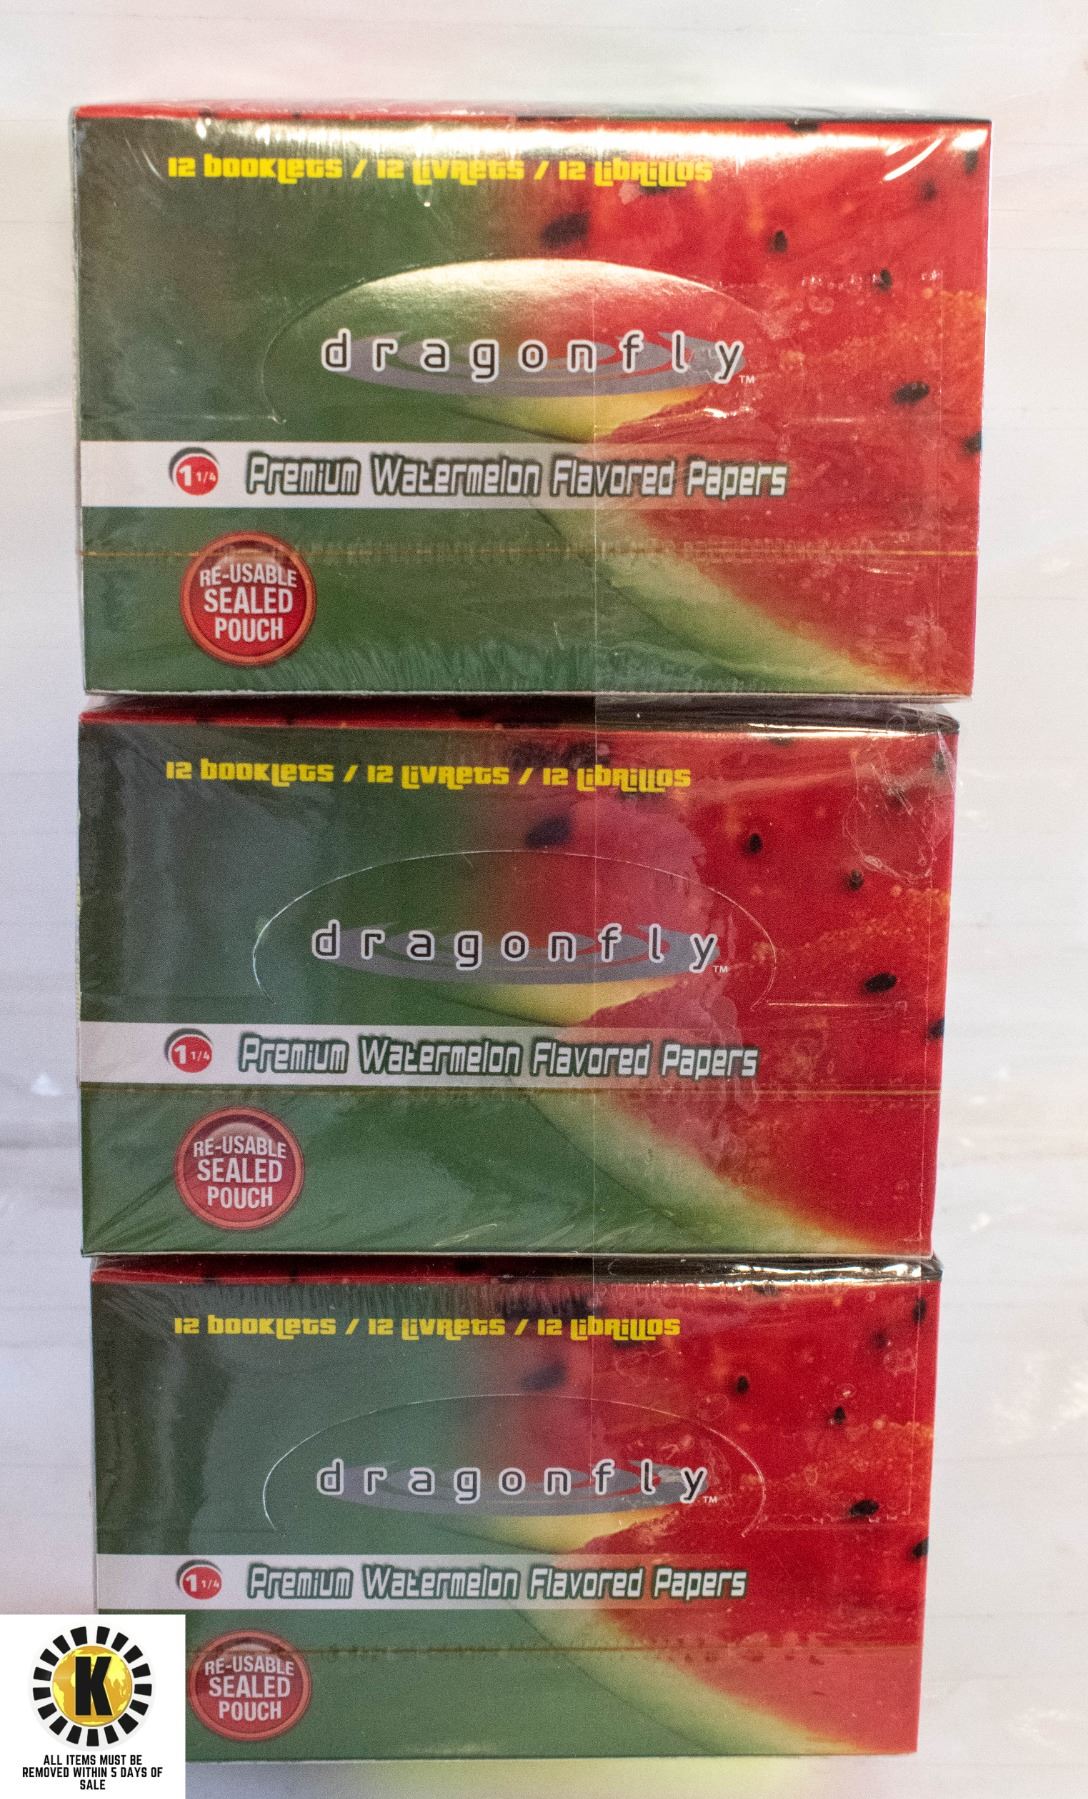 12 booklets / 12 livrets / 12 librillos
dragonfly™
1 1/4 Premium Watermelon Flavored Papers
RE-USABLE
SEALED
POUCH
12 booklets / 12 livrets / 12 librillos
dragonfly™
1 1/4 Premium Watermelon Flavored Papers
RE-USABLE
SEALED
POUCH
12 booklets / 12 livrets / 12 librillos
dragonfly™
1 1/4 Premium Watermelon Flavored Papers
RE-USABLE
SEALED
POUCH
K
ALL ITEMS MUST BE
REMOVED WITHIN 5 DAYS OF
SALE